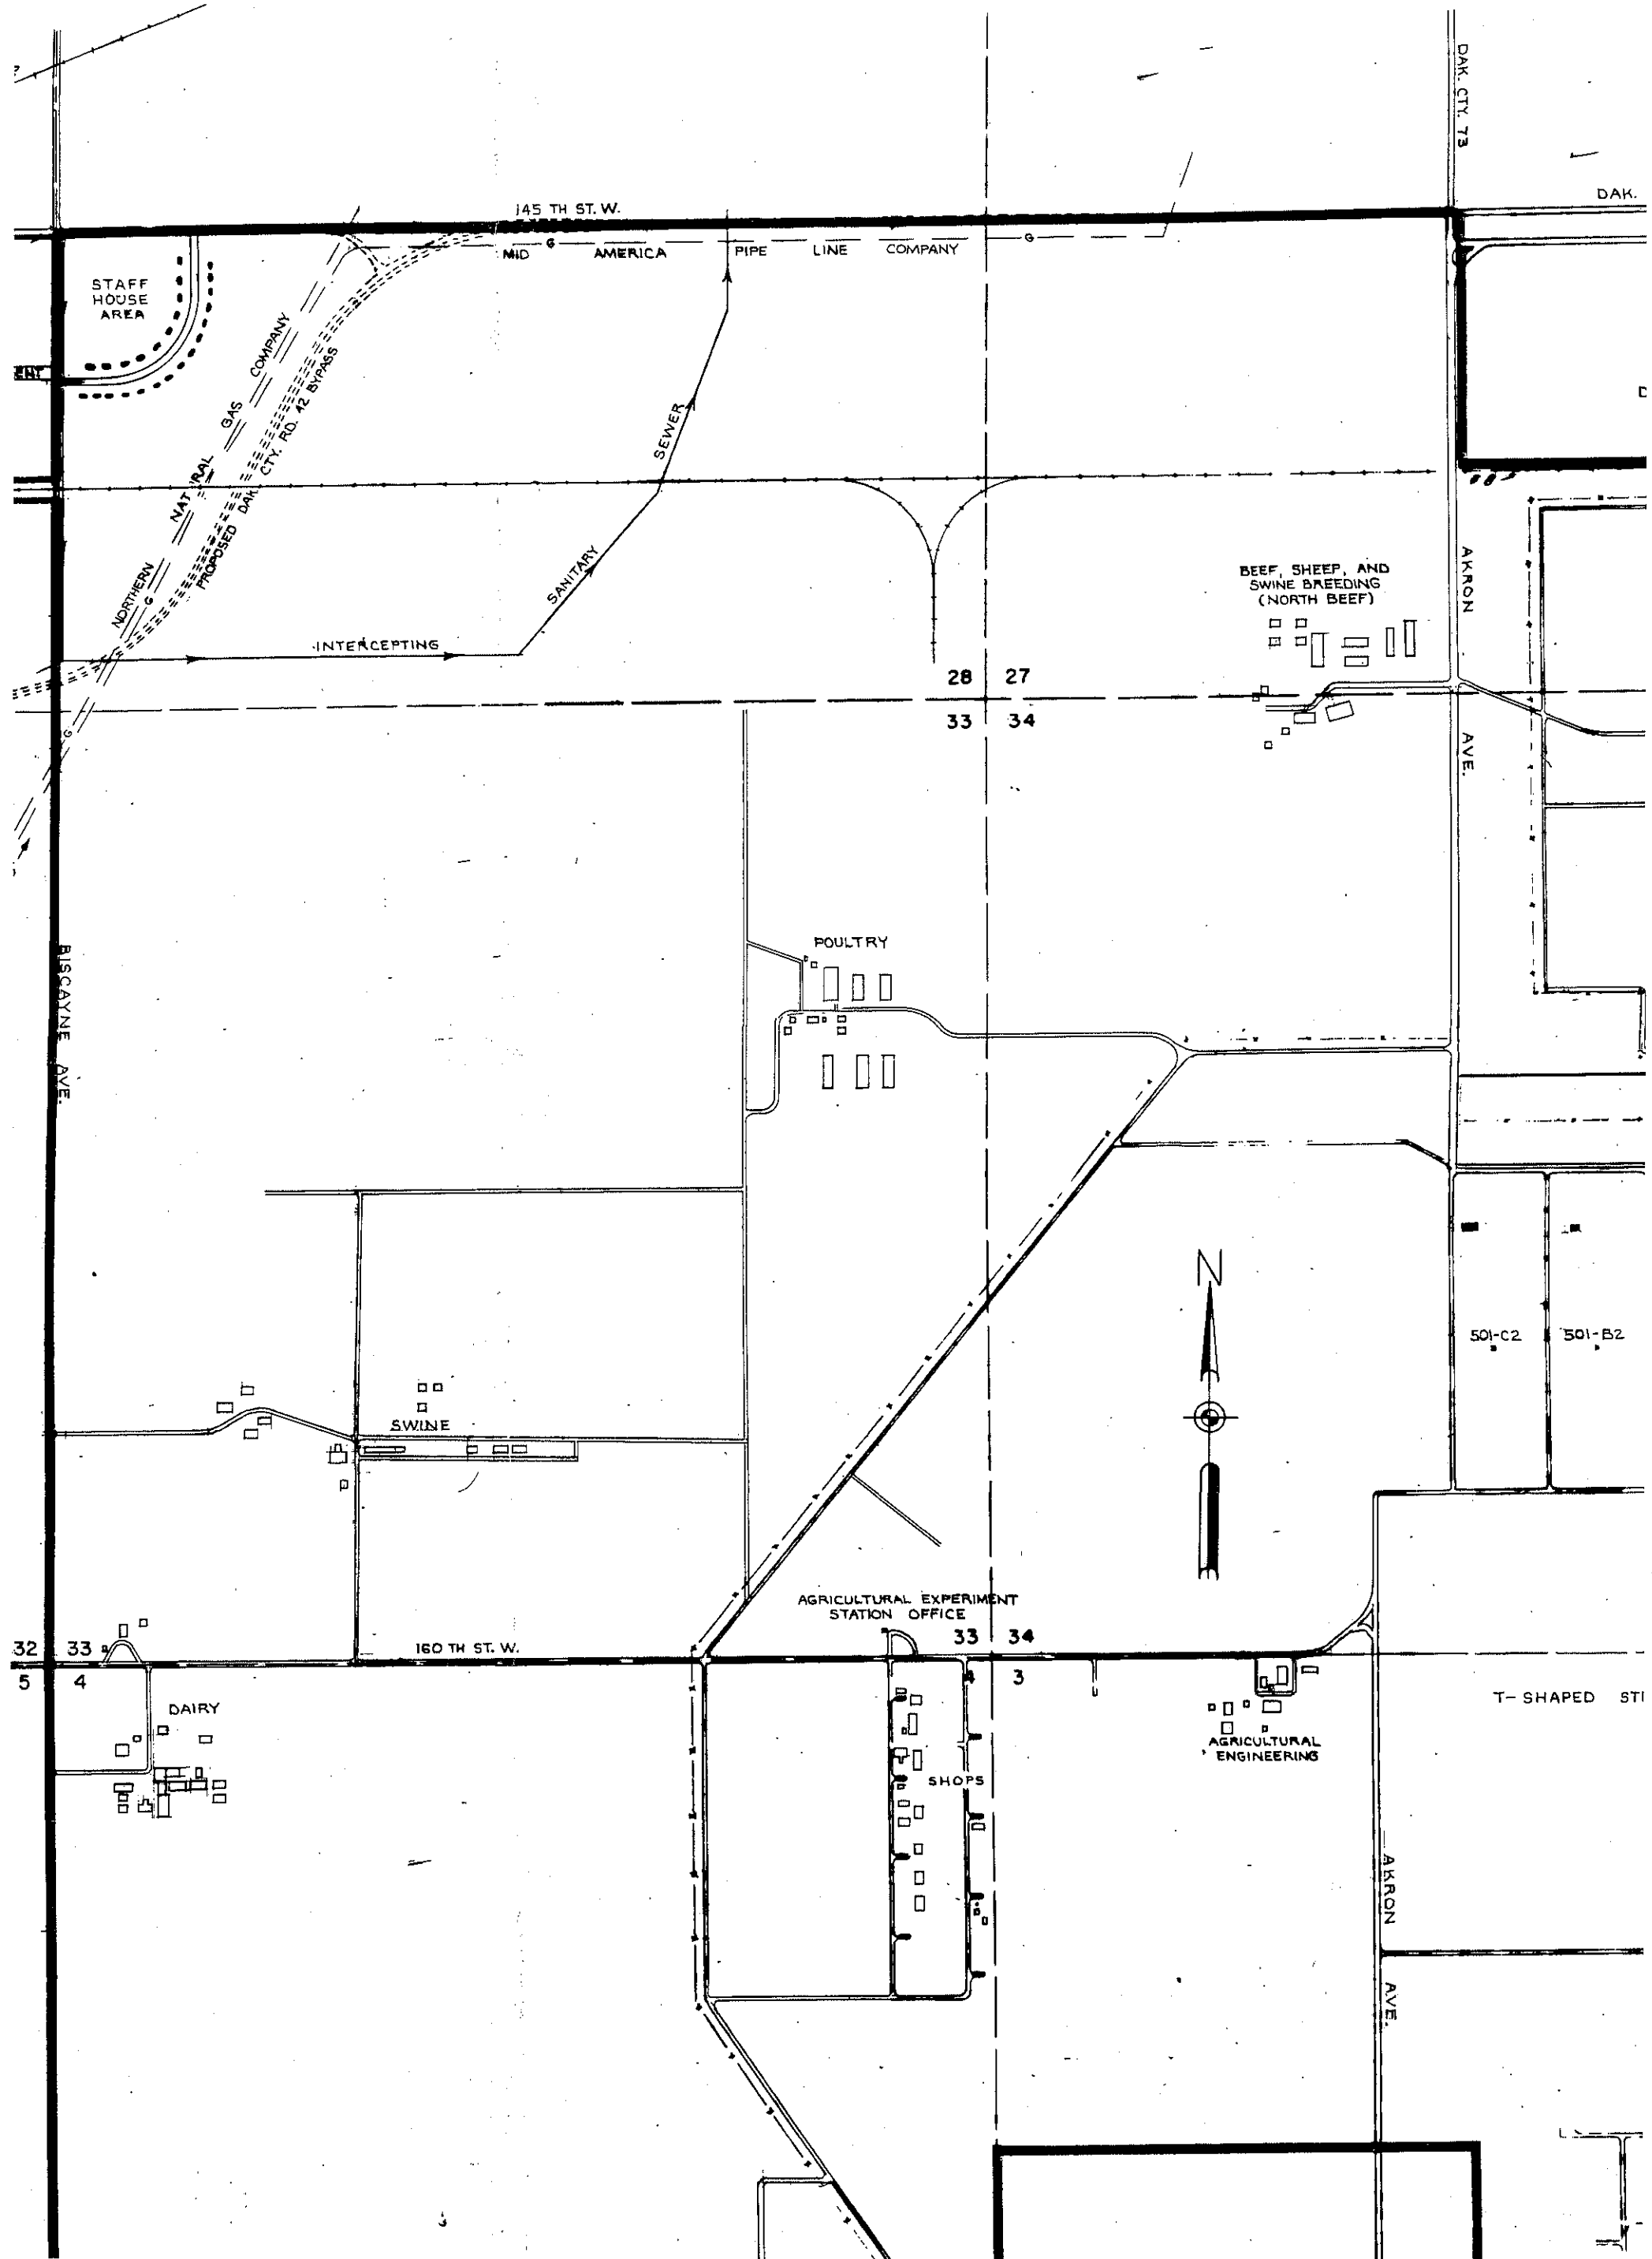 DAK. CTY. 73
145 TH ST. W.
DAK.
MID AMERICA PIPE LINE COMPANY
G
G
STAFF
HOUSE
AREA
ENT
NORTHERN NATURAL GAS COMPANY
G
G
PROPOSED DAK. CTY. RD. 42 BYPASS
INTERCEPTING
SANITARY
SEWER
BEEF, SHEEP, AND
SWINE BREEDING
(NORTH BEEF)
AKRON AVE.
28 27
33 34
BISCAYNE AVE.
POULTRY
N
501-C2
501-B2
SWINE
AGRICULTURAL EXPERIMENT
STATION OFFICE
32 33
5 4
160 TH ST. W.
33 34
4 3
DAIRY
T-SHAPED STI
AGRICULTURAL
ENGINEERING
SHOPS
AKRON AVE.